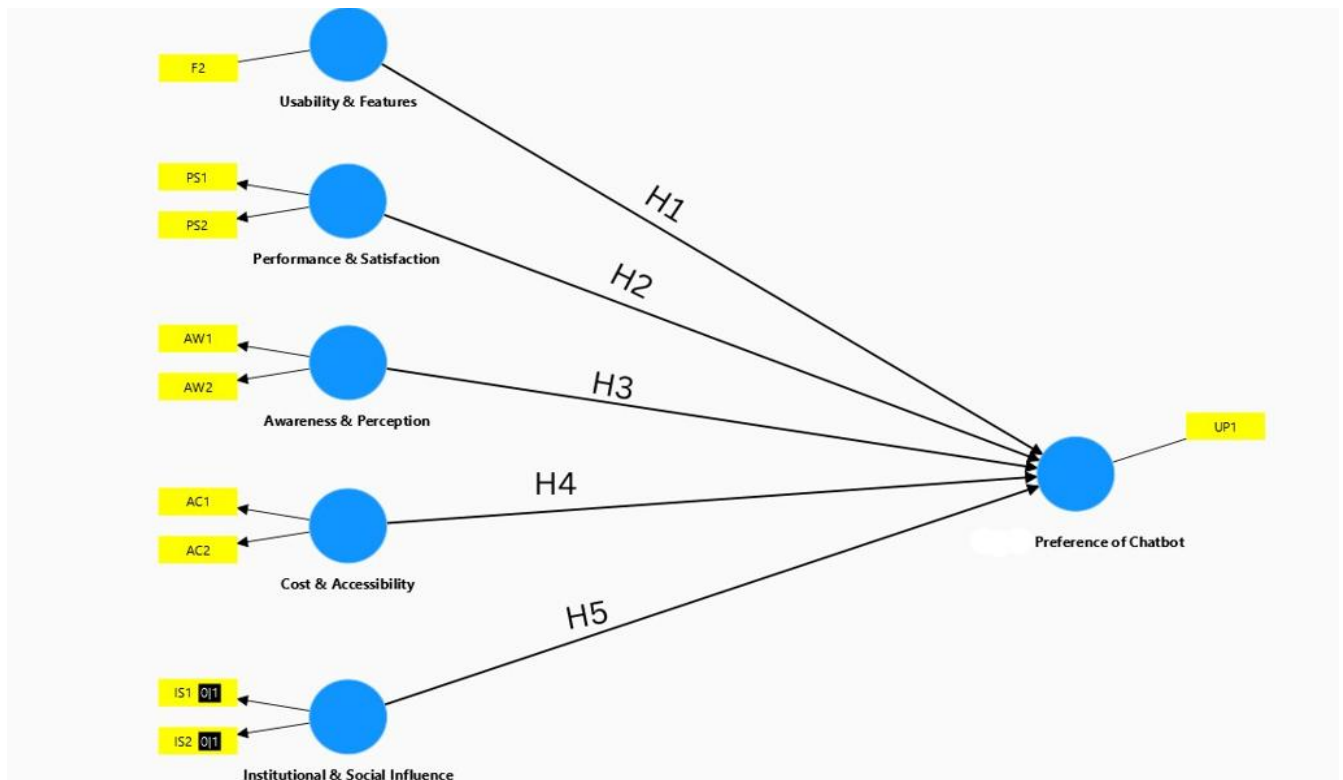 F2
Usability & Features
H1
PS1
PS2
Performance & Satisfaction
H2
AW1
AW2
Awareness & Perception
H3
AC1
AC2
Cost & Accessibility
H4
UP1
Preference of Chatbot
IS1 0|1
IS2 0|1
Institutional & Social Influence
H5